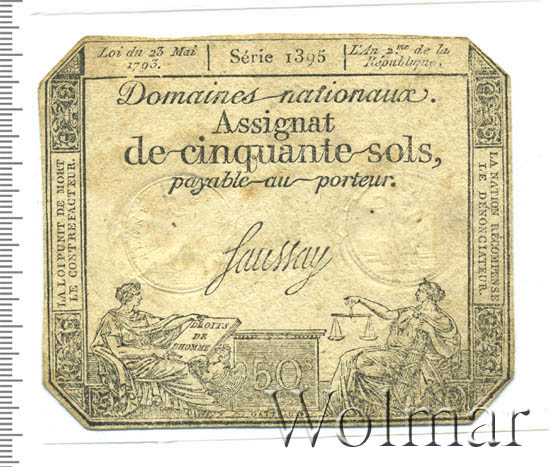 Loi du 23 Mai
1793.
Série 1395
L'An 2.me de la
République.
Domaines nationaux.
Assignat
de cinquante sols,
payable au porteur.
LA LOI PUNIT DE MORT
LE CONTREFACTEUR.
LA NATION RECOMPENSE
LE DENONCIATEUR.
Saussay
DROITS
DE
L'HOMME
50
Wolmar